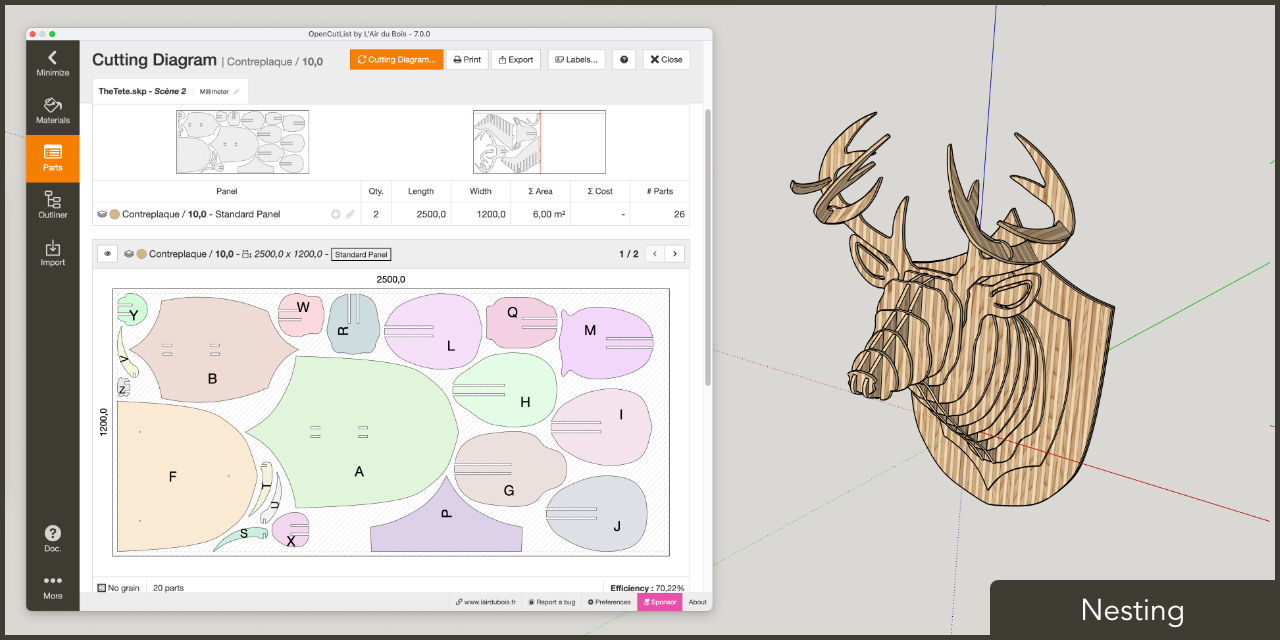 OpenCutList by L'Air du Bois - 7.0.0
Minimize
Materials
Parts
Outliner
Import
Doc.
More
Cutting Diagram | Contreplaque / 10,0
Cutting Diagram...
Print
Export
Labels...
?
Close
TheTete.skp - Scène 2 Millimeter
Panel Qty. Length Width Σ Area Σ Cost # Parts
Contreplaque / 10,0 - Standard Panel 2 2500,0 1200,0 6,00 m² - 26
Contreplaque / 10,0 - 2500,0 x 1200,0 - Standard Panel 1 / 2
2500,0
1200,0
Y
V
Z
B
W
R
L
Q
M
H
I
F
A
G
T
U
S
X
P
J
No grain 20 parts Efficiency : 70,22%
www.lairdubois.fr Report a bug Preferences Sponsor About
Nesting